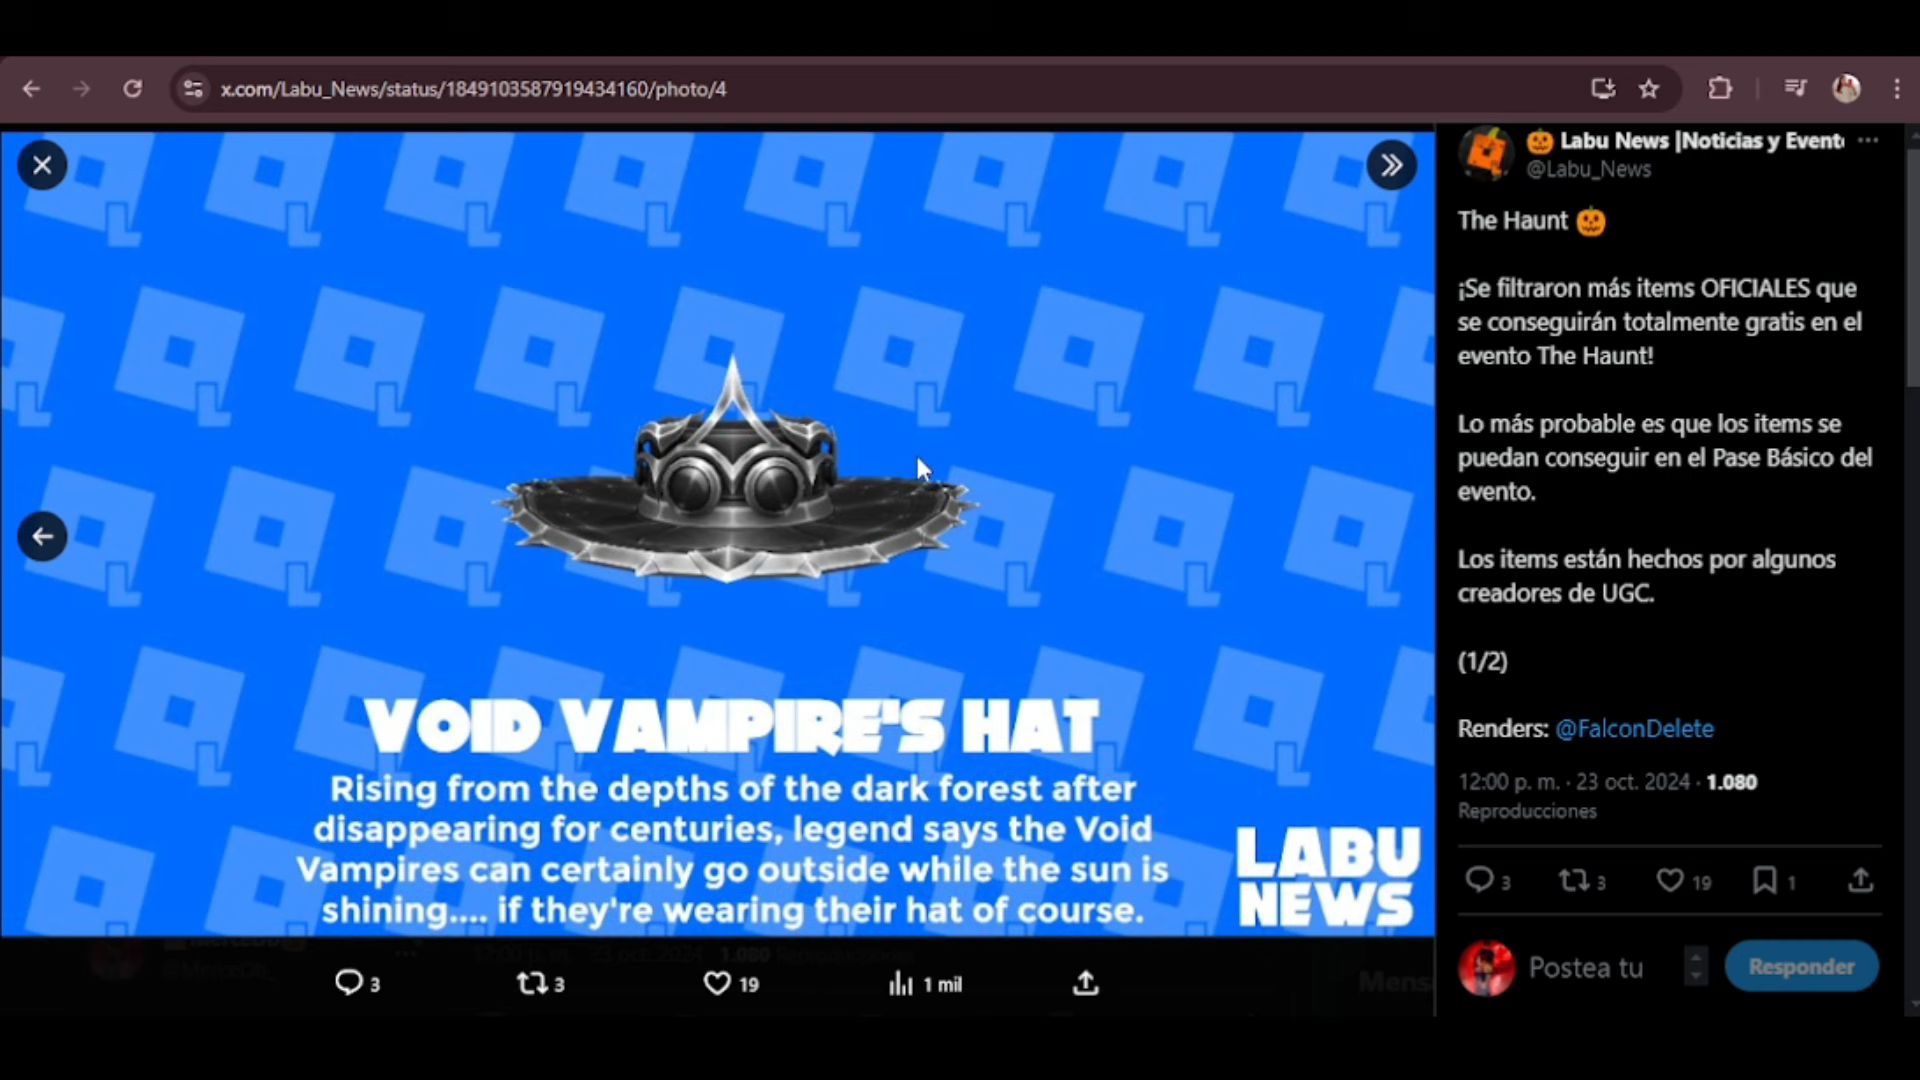 x.com/Labu_News/status/1849103587919434160/photo/4
VOID VAMPIRE'S HAT
Rising from the depths of the dark forest after
disappearing for centuries, legend says the Void
Vampires can certainly go outside while the sun is
shining.... if they're wearing their hat of course.
LABU
NEWS
3
3
19
1 mil
🎃 Labu News |Noticias y Event
@Labu_News
The Haunt 🎃
¡Se filtraron más items OFICIALES que
se conseguirán totalmente gratis en el
evento The Haunt!
Lo más probable es que los items se
puedan conseguir en el Pase Básico del
evento.
Los items están hechos por algunos
creadores de UGC.
(1/2)
Renders: @FalconDelete
12:00 p. m. · 23 oct. 2024 · 1.080
Reproducciones
3
3
19
1
Postea tu
Responder